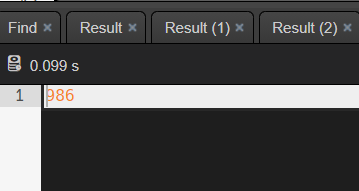 Find × Result × Result (1) × Result (2) ×
0.099 s
1 986